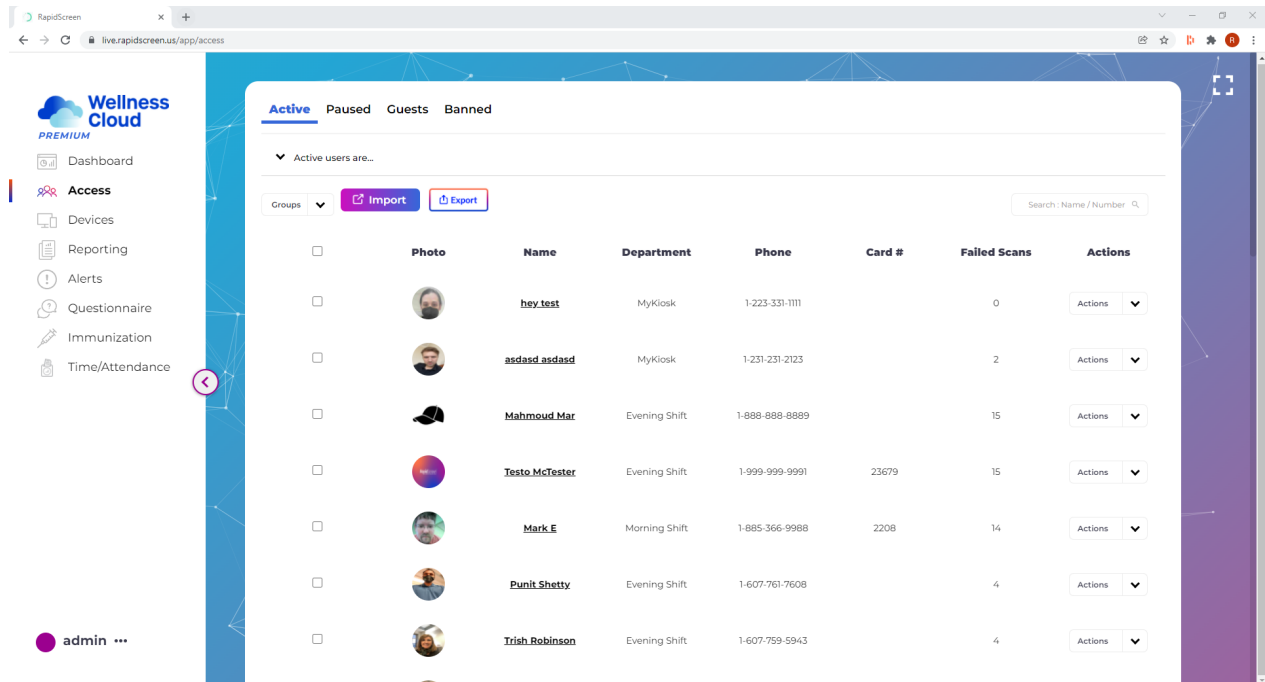 RapidScreen
live.rapidscreen.us/app/access
R
Wellness
Cloud
PREMIUM
Dashboard
Access
Devices
Reporting
Alerts
Questionnaire
Immunization
Time/Attendance
admin
Active Paused Guests Banned
Active users are...
Groups Import Export Search : Name / Number
Photo Name Department Phone Card # Failed Scans Actions
hey test MyKiosk 1-223-331-1111 0 Actions
asdasd asdasd MyKiosk 1-231-231-2123 2 Actions
Mahmoud Mar Evening Shift 1-888-888-8889 15 Actions
Testo McTester Evening Shift 1-999-999-9991 23679 15 Actions
Mark E Morning Shift 1-885-366-9988 2208 14 Actions
Punit Shetty Evening Shift 1-607-761-7608 4 Actions
Trish Robinson Evening Shift 1-607-759-5943 4 Actions